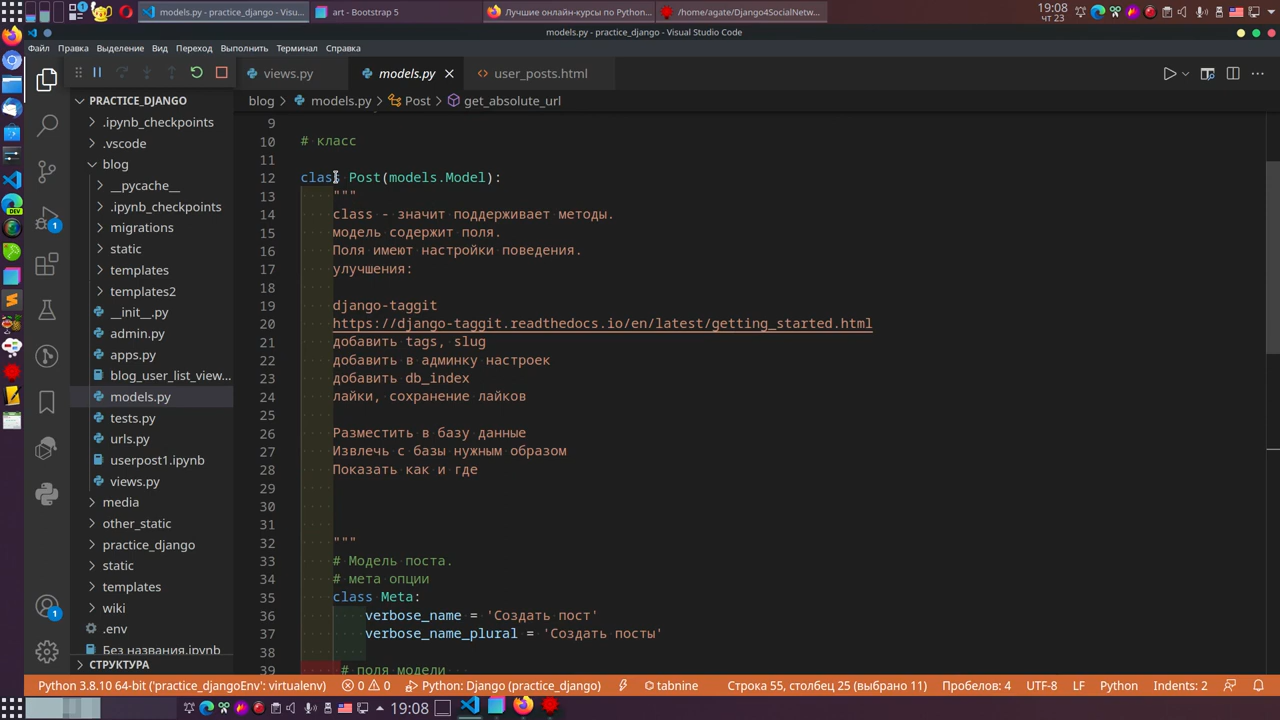 models.py - practice_django - Visu...
art - Bootstrap 5
Лучшие онлайн-курсы по Python...
/home/agate/Django4SocialNetw...
19:08
чт 23
models.py - practice_django - Visual Studio Code
Файл Правка Выделение Вид Переход Выполнить Терминал Справка
views.py
models.py
user_posts.html
PRACTICE_DJANGO
blog > models.py > Post > get_absolute_url
.ipynb_checkpoints
.vscode
blog
__pycache__
.ipynb_checkpoints
migrations
static
templates
templates2
__init__.py
admin.py
apps.py
blog_user_list_view...
models.py
tests.py
urls.py
userpost1.ipynb
views.py
media
other_static
practice_django
static
templates
wiki
.env
Без названия.ipynb
СТРУКТУРА
1
1
DEV
9
10 # класс
11
12 class Post(models.Model):
13 """
14 class - значит поддерживает методы.
15 модель содержит поля.
16 Поля имеют настройки поведения.
17 улучшения:
18
19 django-taggit
20 https://django-taggit.readthedocs.io/en/latest/getting_started.html
21 добавить tags, slug
22 добавить в админку настроек
23 добавить db_index
24 лайки, сохранение лайков
25
26 Разместить в базу данные
27 Извлечь с базы нужным образом
28 Показать как и где
29
30
31
32 """
33 # Модель поста.
34 # мета опции
35 class Meta:
36 verbose_name = 'Создать пост'
37 verbose_name_plural = 'Создать посты'
38
39 # поля модели
Python 3.8.10 64-bit ('practice_djangoEnv': virtualenv) 0 0 Python: Django (practice_django) tabnine Строка 55, столбец 25 (выбрано 11) Пробелов: 4 UTF-8 LF Python Indents: 2
19:08
19:08